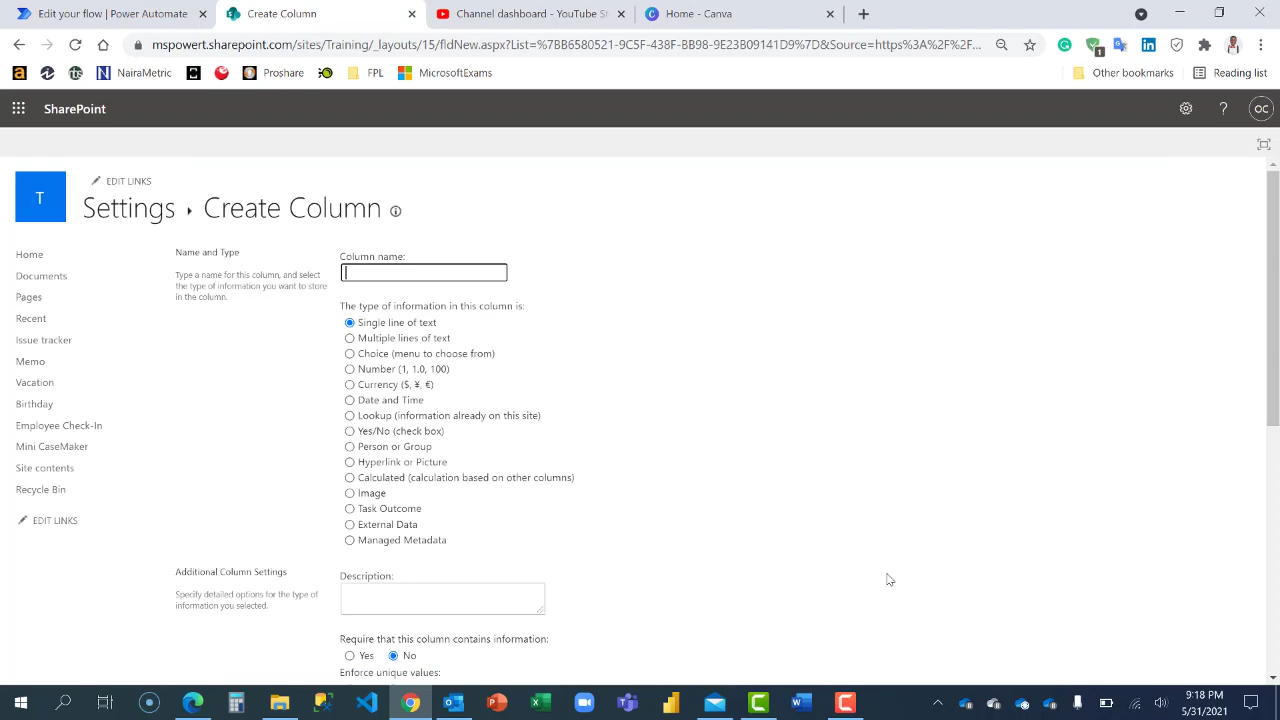 Edit your flow | Power Automate
Create Column
Channel dashboard - YouTube St
Home - Canva
mspower.sharepoint.com/sites/Training/_layouts/15/fldNew.aspx?List=%7BB6580521-9C5F-438F-BB98-9E23B09141D9%7D&Source=https%3A%2F%2F...
NairaMetric
Proshare
FPL
MicrosoftExams
Other bookmarks
Reading list
SharePoint
OC
T
EDIT LINKS
Settings ▸ Create Column
Home
Documents
Pages
Recent
Issue tracker
Memo
Vacation
Birthday
Employee Check-In
Mini CaseMaker
Site contents
Recycle Bin
EDIT LINKS
Name and Type
Type a name for this column, and select
the type of information you want to store
in the column.
Column name:
The type of information in this column is:
Single line of text
Multiple lines of text
Choice (menu to choose from)
Number (1, 1.0, 100)
Currency ($, ¥, €)
Date and Time
Lookup (information already on this site)
Yes/No (check box)
Person or Group
Hyperlink or Picture
Calculated (calculation based on other columns)
Image
Task Outcome
External Data
Managed Metadata
Additional Column Settings
Specify detailed options for the type of
information you selected.
Description:
Require that this column contains information:
Yes No
Enforce unique values:
9:18 PM
5/31/2021